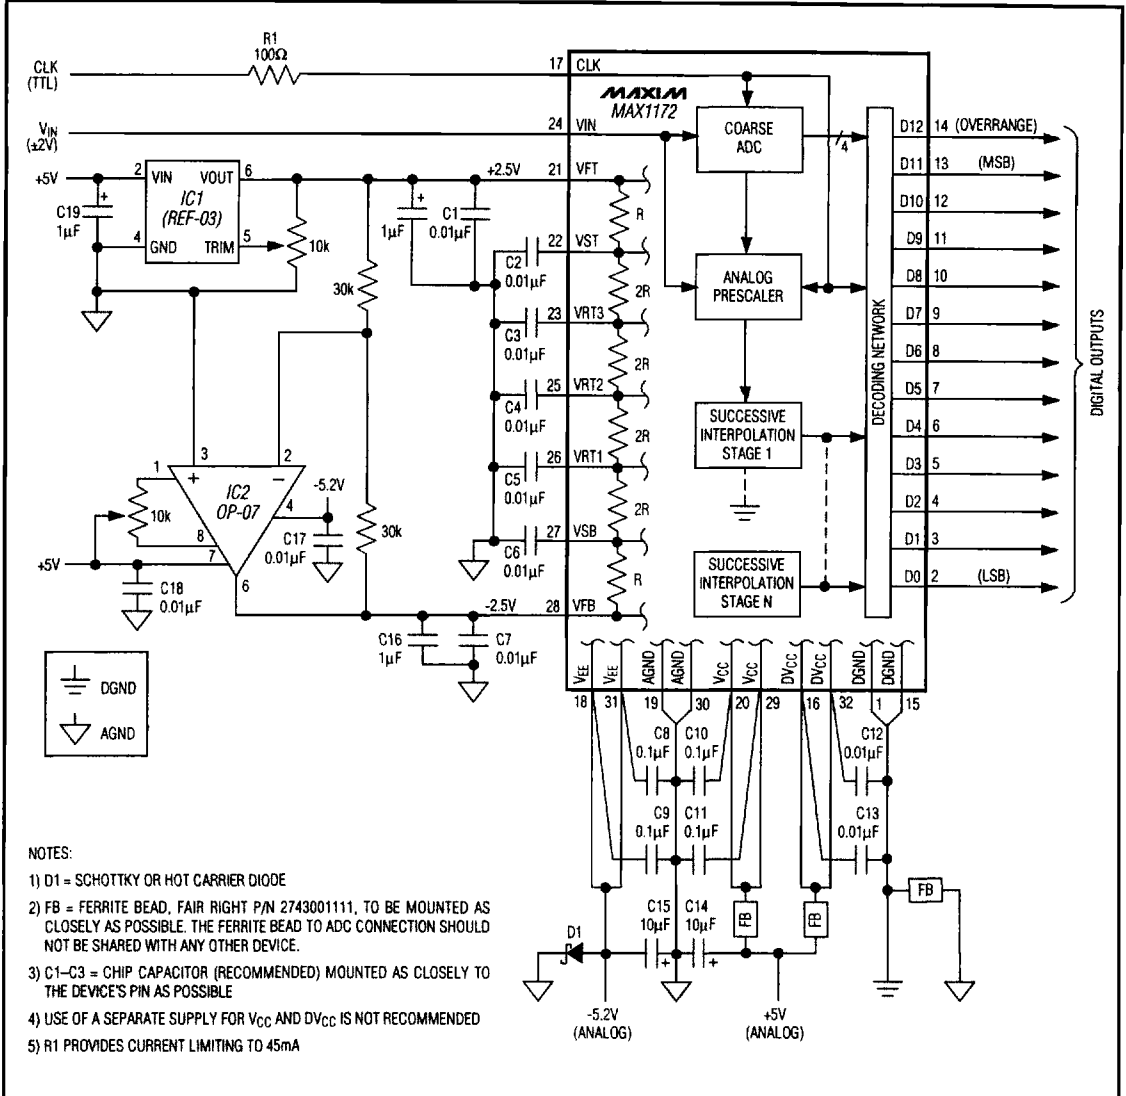 R1
100Ω
CLK
(TTL)
17
CLK
MAXIM
MAX1172
VIN
(±2V)
24
VIN
COARSE
ADC
4
D12
14
(OVERRANGE)
D11
13
(MSB)
D10
12
D9
11
D8
10
D7
9
D6
8
D5
7
D4
6
D3
5
D2
4
D1
3
D0
2
(LSB)
DIGITAL OUTPUTS
DECODING NETWORK
+5V
2
VIN
VOUT
6
IC1
(REF-03)
C19
1µF
+
4
GND
TRIM
5
10k
+2.5V
21
VFT
R
+
1µF
C1
0.01µF
30k
22
VST
C2
0.01µF
2R
ANALOG
PRESCALER
23
VRT3
C3
0.01µF
2R
25
VRT2
C4
0.01µF
2R
SUCCESSIVE
INTERPOLATION
STAGE 1
26
VRT1
C5
0.01µF
2R
27
VSB
C6
0.01µF
R
SUCCESSIVE
INTERPOLATION
STAGE N
1
3
2
+
−
IC2
OP-07
10k
8
7
4
-5.2V
C17
0.01µF
30k
+5V
C18
0.01µF
6
-2.5V
28
VFB
C16
1µF
C7
0.01µF
DGND
AGND
VEE
VEE
AGND
AGND
VCC
VCC
DVCC
DVCC
DGND
DGND
18
31
19
30
20
29
16
32
1
15
C8
0.1µF
C10
0.1µF
C12
0.01µF
C9
0.1µF
C11
0.1µF
C13
0.01µF
C15
10µF
+
C14
10µF
+
FB
FB
FB
D1
-5.2V
(ANALOG)
+5V
(ANALOG)
NOTES:
1) D1 = SCHOTTKY OR HOT CARRIER DIODE
2) FB = FERRITE BEAD, FAIR RIGHT P/N 2743001111, TO BE MOUNTED AS
CLOSELY AS POSSIBLE. THE FERRITE BEAD TO ADC CONNECTION SHOULD
NOT BE SHARED WITH ANY OTHER DEVICE.
3) C1–C3 = CHIP CAPACITOR (RECOMMENDED) MOUNTED AS CLOSELY TO
THE DEVICE'S PIN AS POSSIBLE
4) USE OF A SEPARATE SUPPLY FOR VCC AND DVCC IS NOT RECOMMENDED
5) R1 PROVIDES CURRENT LIMITING TO 45mA